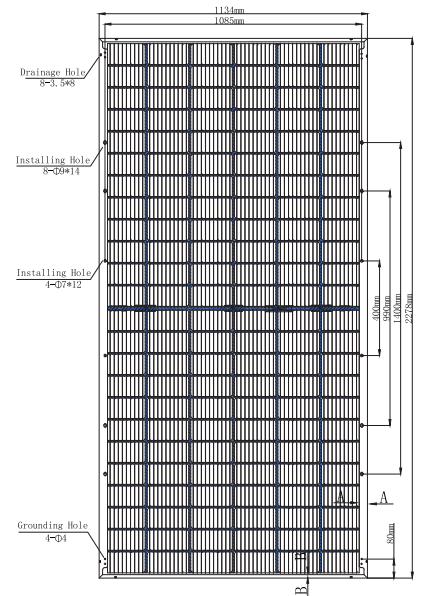 1134mm
1085mm
Drainage Hole
8-3.5*8
Installing Hole
8-Φ9*14
Installing Hole
4-Φ7*12
400mm
990mm
1400mm
2278mm
A A
Grounding Hole
4-Φ4
80mm
B
B